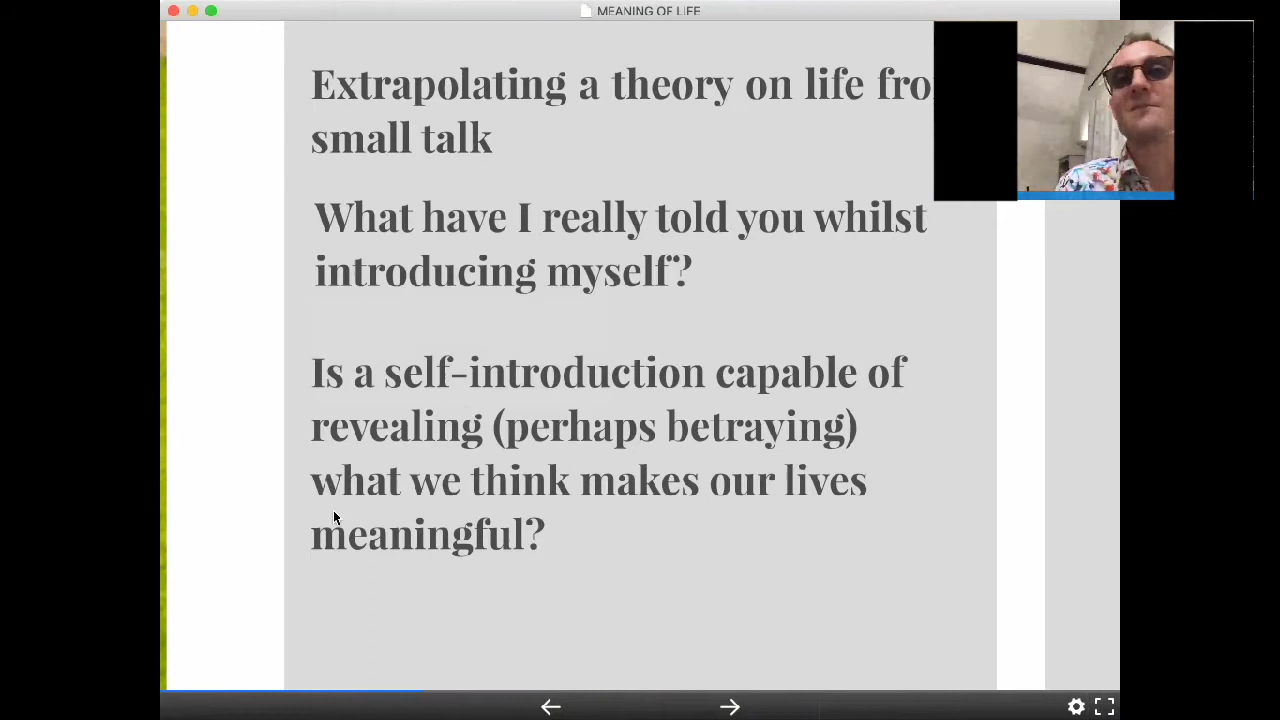 MEANING OF LIFE
Extrapolating a theory on life fro
small talk
What have I really told you whilst
introducing myself?
Is a self-introduction capable of
revealing (perhaps betraying)
what we think makes our lives
meaningful?